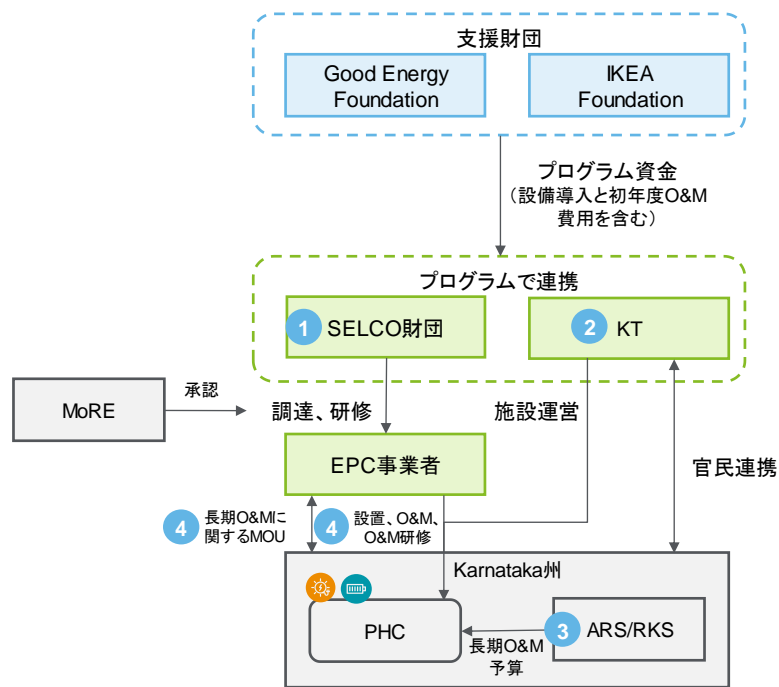 支援財団
Good Energy
Foundation
IKEA
Foundation
プログラム資金
（設備導入と初年度O&M
費用を含む）
プログラムで連携
1 SELCO財団
2 KT
MoRE
承認
調達、研修
施設運営
EPC事業者
官民連携
4 長期O&Mに
関するMOU
4 設置、O&M、
O&M研修
Karnataka州
PHC
長期O&M
予算
3 ARS/RKS